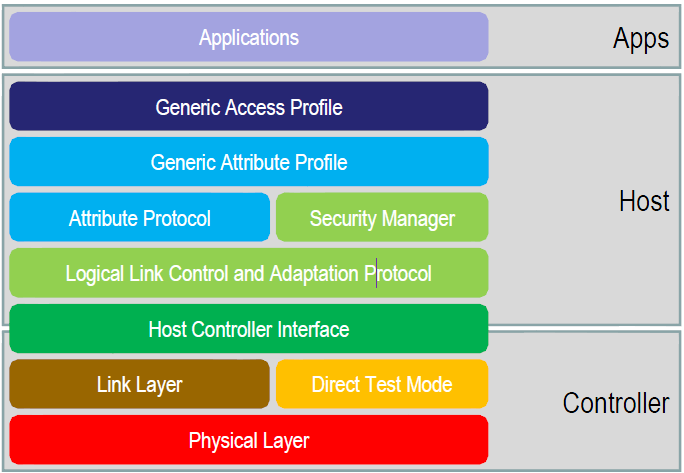 Applications
Apps
Generic Access Profile
Generic Attribute Profile
Attribute Protocol
Security Manager
Host
Logical Link Control and Adaptation Protocol
Host Controller Interface
Link Layer
Direct Test Mode
Controller
Physical Layer